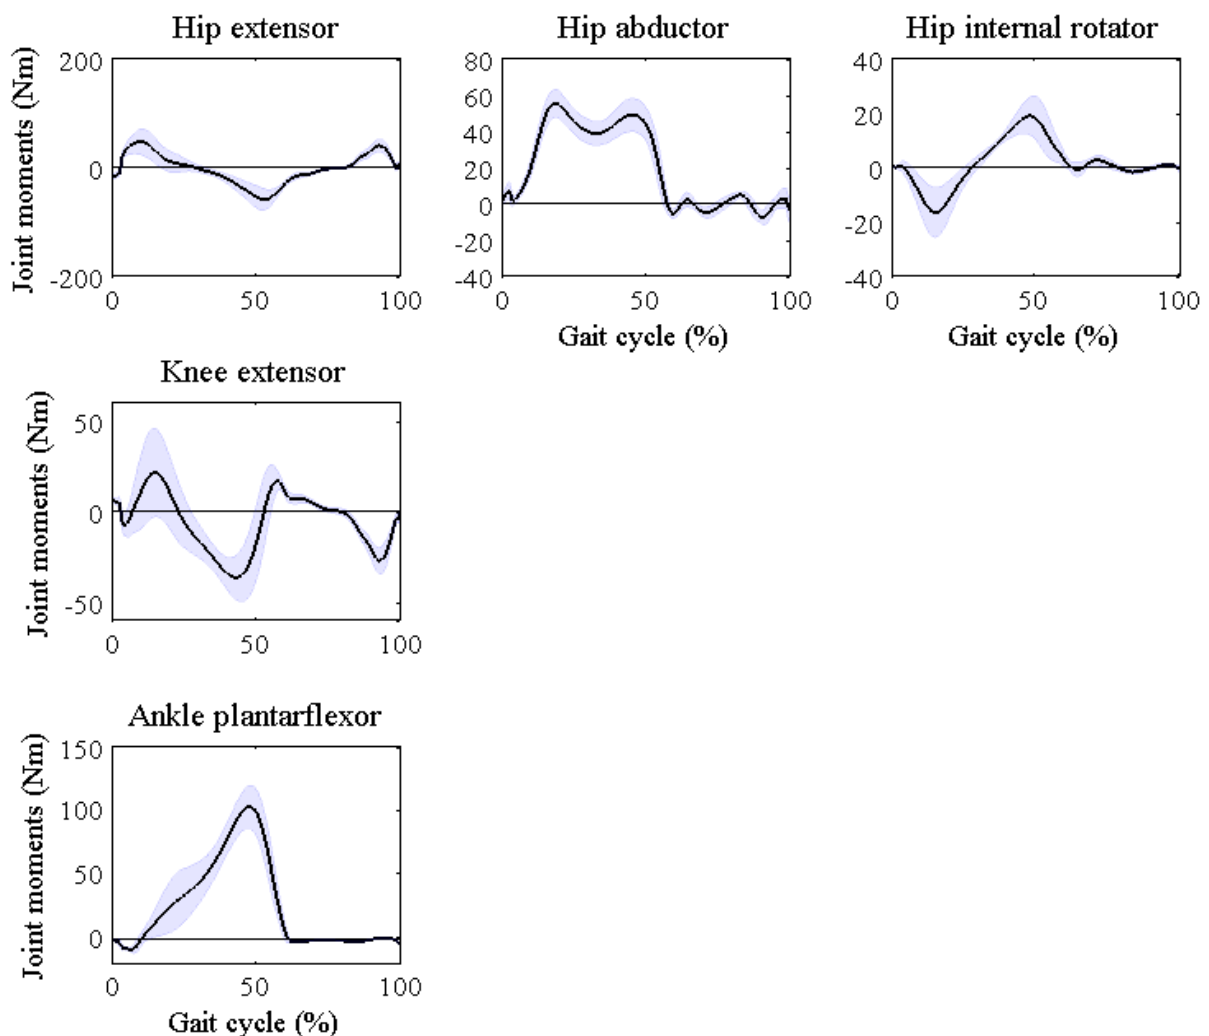 Hip extensor
Hip abductor
Hip internal rotator
Joint moments (Nm)
200
0
-200
0 50 100
80
60
40
20
0
-20
-40
0 50 100
Gait cycle (%)
40
20
0
-20
-40
0 50 100
Gait cycle (%)
Knee extensor
Joint moments (Nm)
50
0
-50
0 50 100
Ankle plantarflexor
Joint moments (Nm)
150
100
50
0
0 50 100
Gait cycle (%)